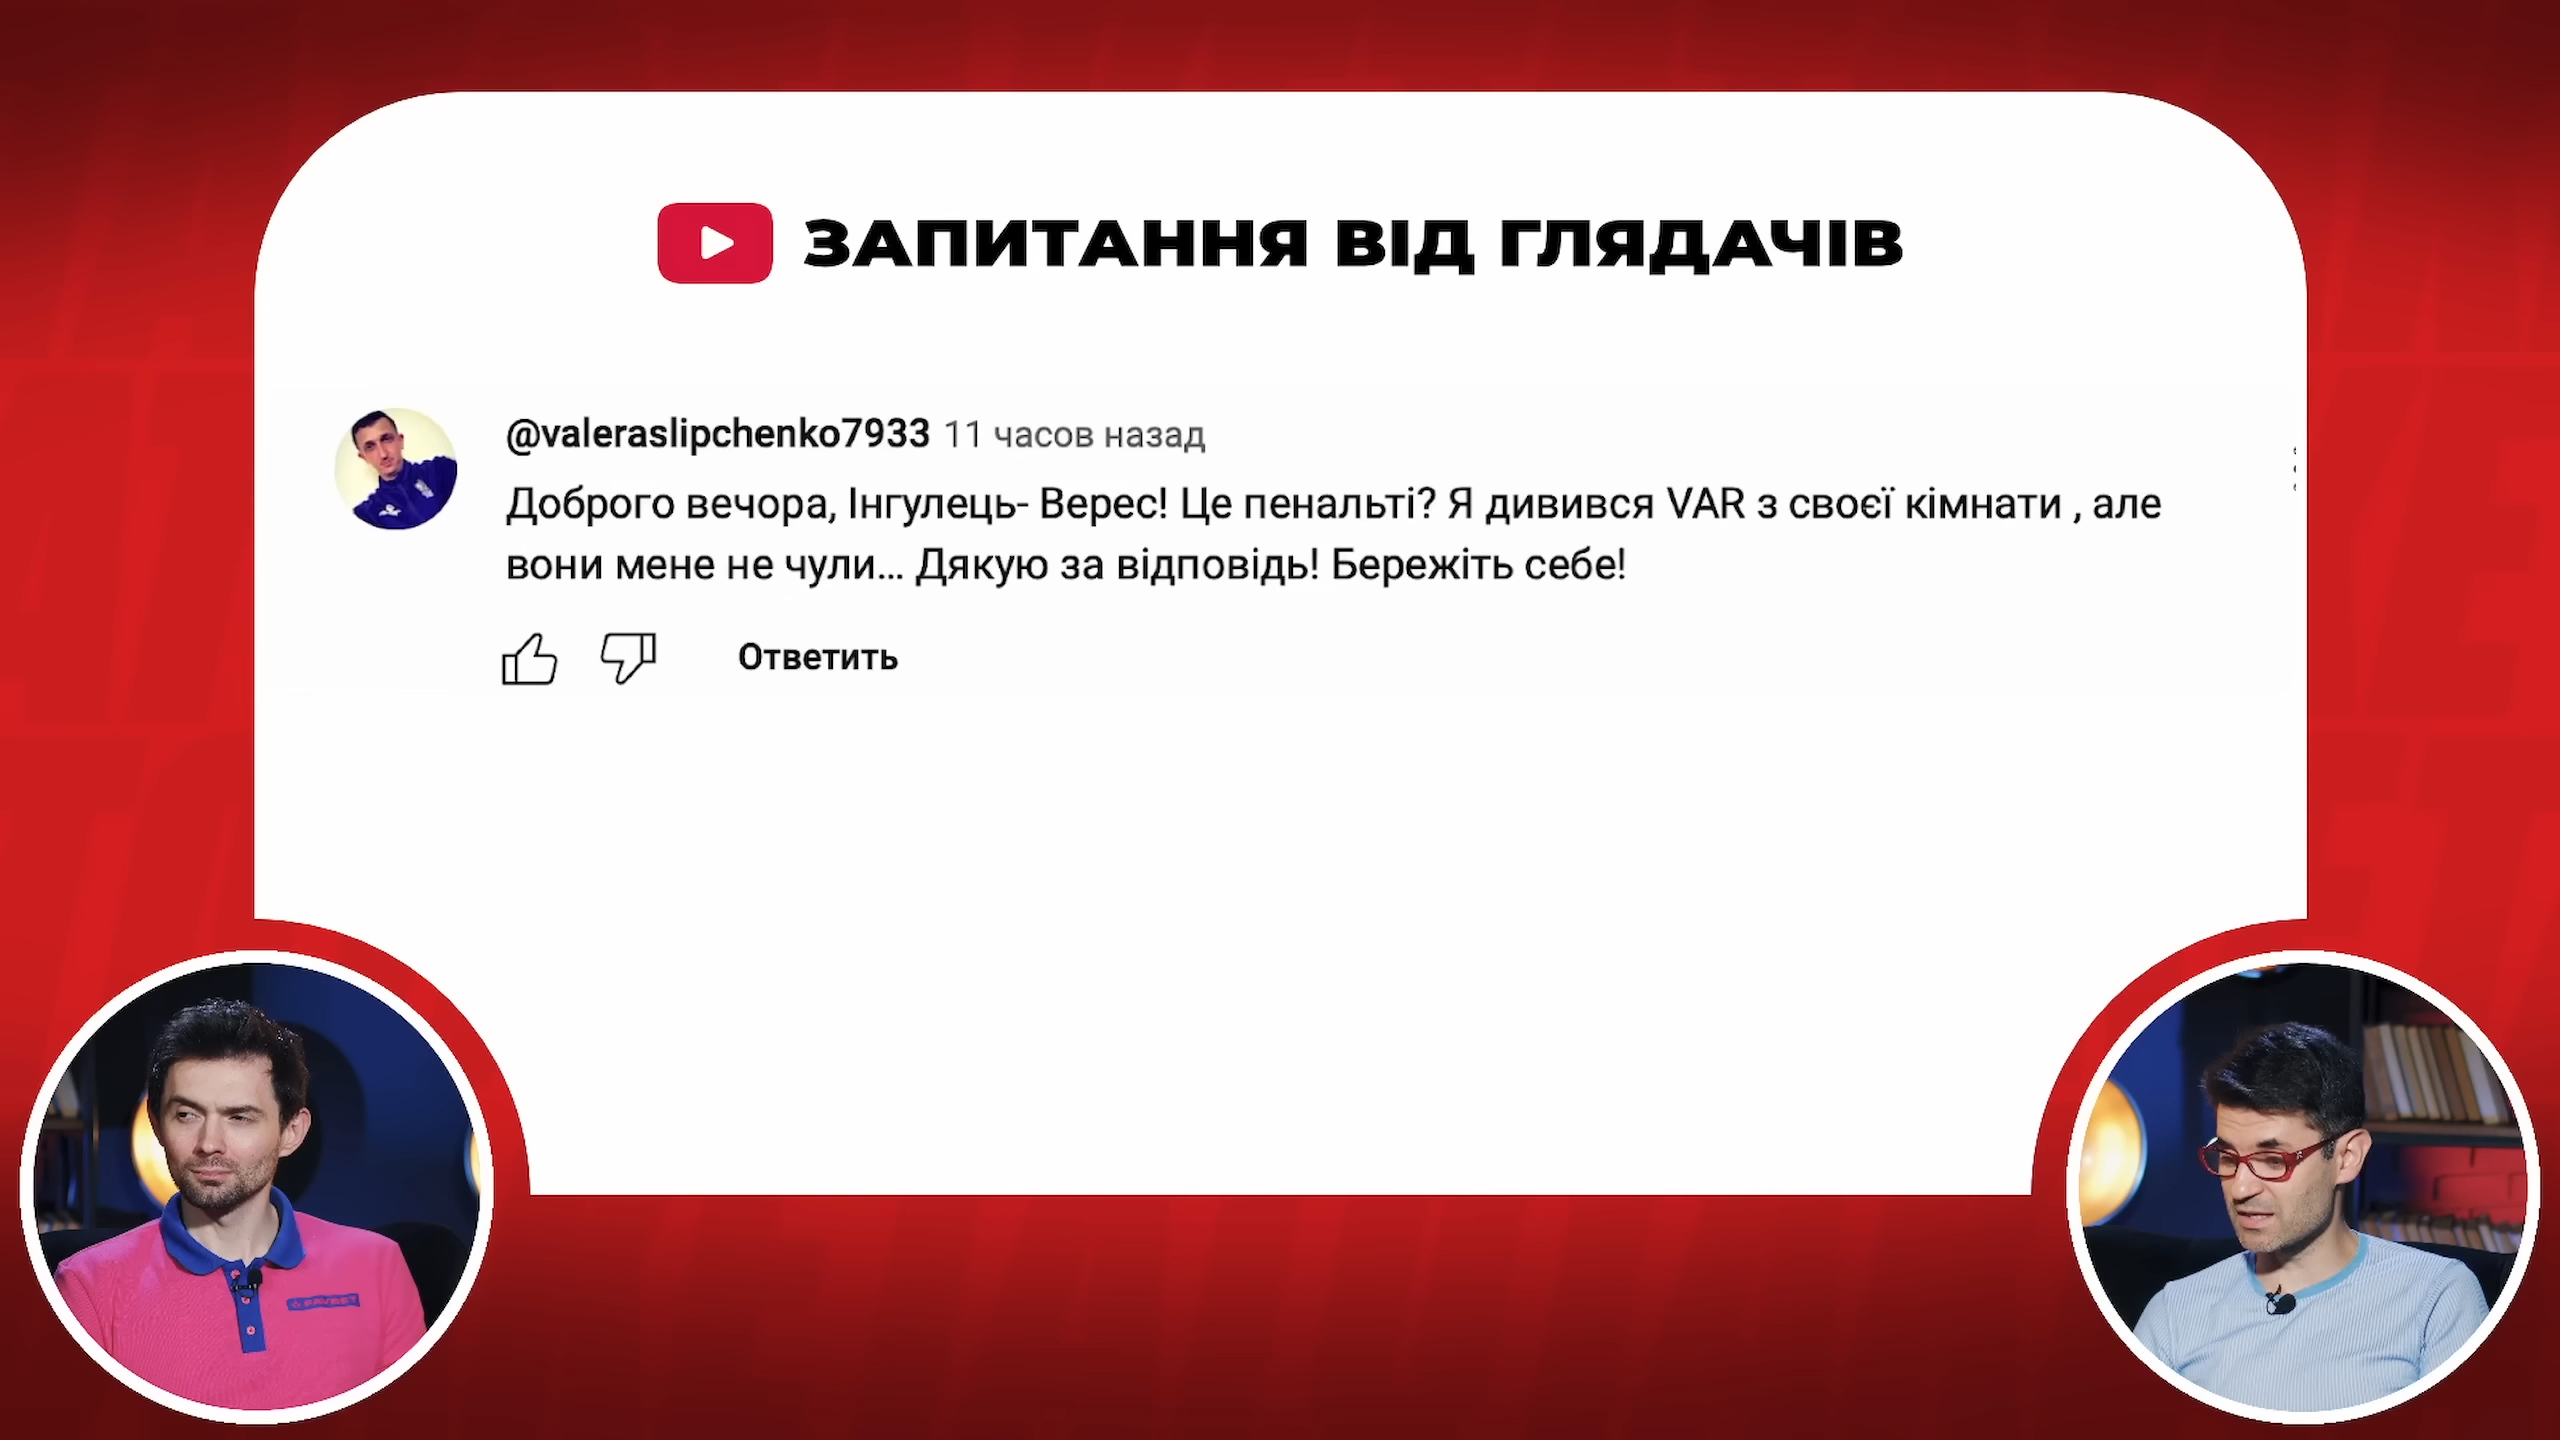 ЗАПИТАННЯ ВІД ГЛЯДАЧІВ
@valeraslipchenko7933 11 часов назад
Доброго вечора, Інгулець- Верес! Це пенальті? Я дивився VAR з своєї кімнати , але
вони мене не чули... Дякую за відповідь! Бережіть себе!
Ответить
FAVBET